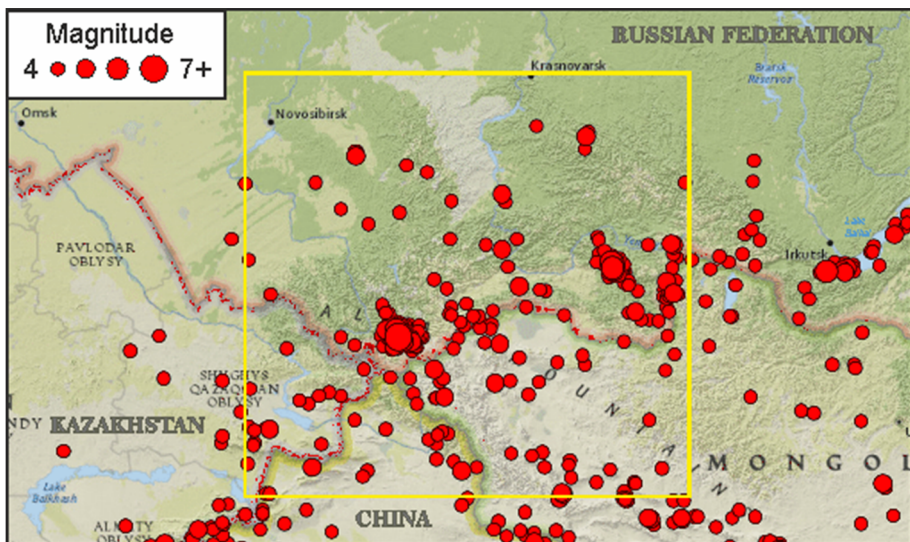 Magnitude
4 7+
RUSSIAN FEDERATION
Krasnoyarsk
Bratsk
Reservoir
Omsk
Novosibirsk
PAVLODAR
OBLYSY
Lake
Irkutsk
A L
SHYGHYS
QAZAQSTAN
OBLYSY
KAZAKHSTAN
M O U N T A I N
M O N G O L
Lake
Balkhash
CHINA
ALMATY
OBLYSY